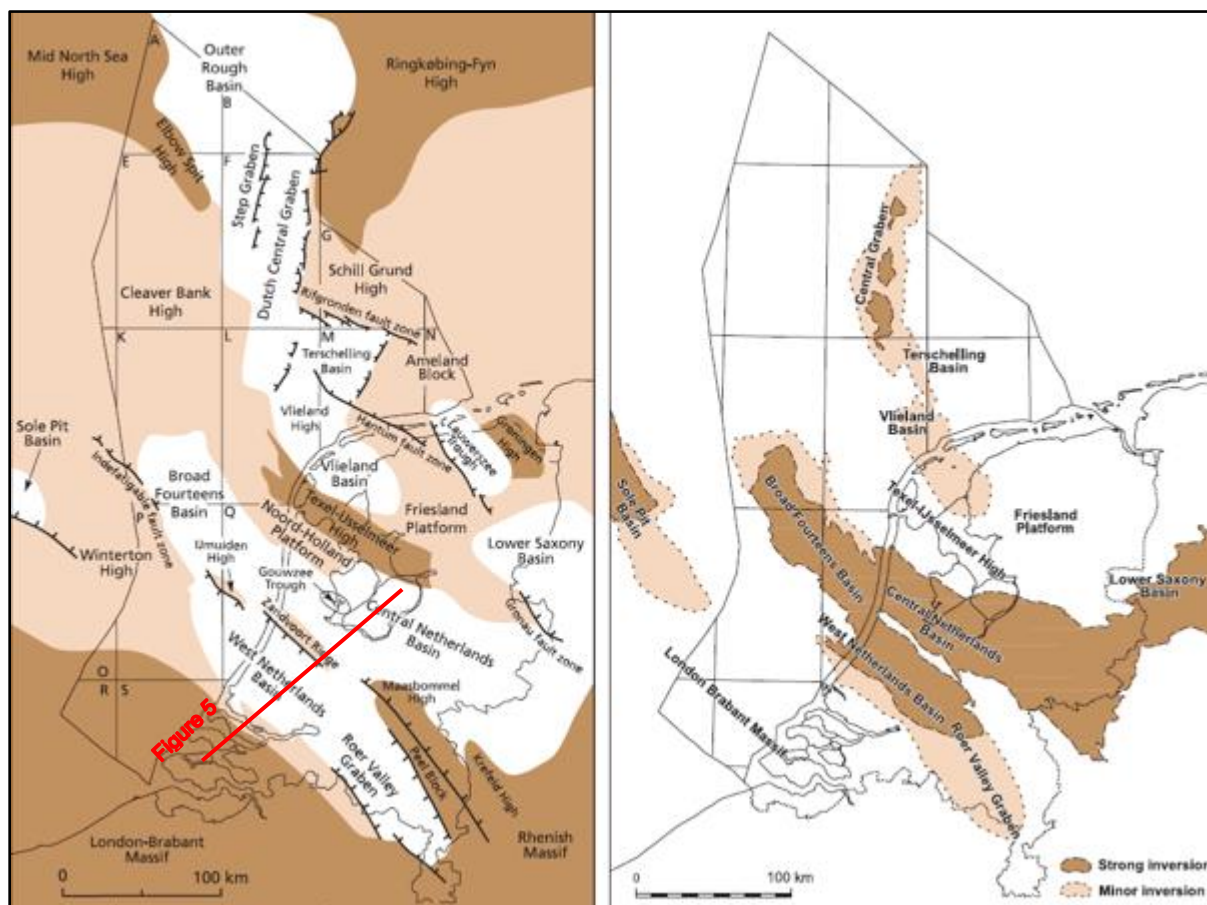 A
Mid North Sea
High
Outer
Rough
Basin
Ringkøbing-Fyn
High
B
Elbow Spit
High
E
F
Step Graben
Dutch Central Graben
G
Schill Grund
High
Cleaver Bank
High
Rifgronden fault zone
K
L
M
N
Terschelling
Basin
Ameland
Block
Vlieland
High
Hantum fault zone
Lauwerszee
Trough
Groningen
High
Sole Pit
Basin
Indefatigable fault zone
P
Broad
Fourteens
Basin
Q
Vlieland
Basin
Texel-IJsselmeer
High
Friesland
Platform
Noord-Holland
Platform
Winterton High
IJmuiden
High
Gouwzee
Trough
Lower Saxony
Basin
Central Netherlands
Basin
Gronau fault zone
Zandvoort Ridge
West Netherlands
Basin
O
R
S
Maasbommel
High
Figure 5
Roer Valley
Graben
Peel Block
Krefeld High
London-Brabant
Massif
Rhenish
Massif
0
100 km
Central Graben
Terschelling
Basin
Vlieland
Basin
Sole Pit
Basin
Broad Fourteens Basin
Texel-IJsselmeer High
Friesland
Platform
Lower Saxony
Basin
Central Netherlands
Basin
West Netherlands Basin
London Brabant Massif
Roer Valley Graben
Strong inversion
Minor inversion
0
100 km